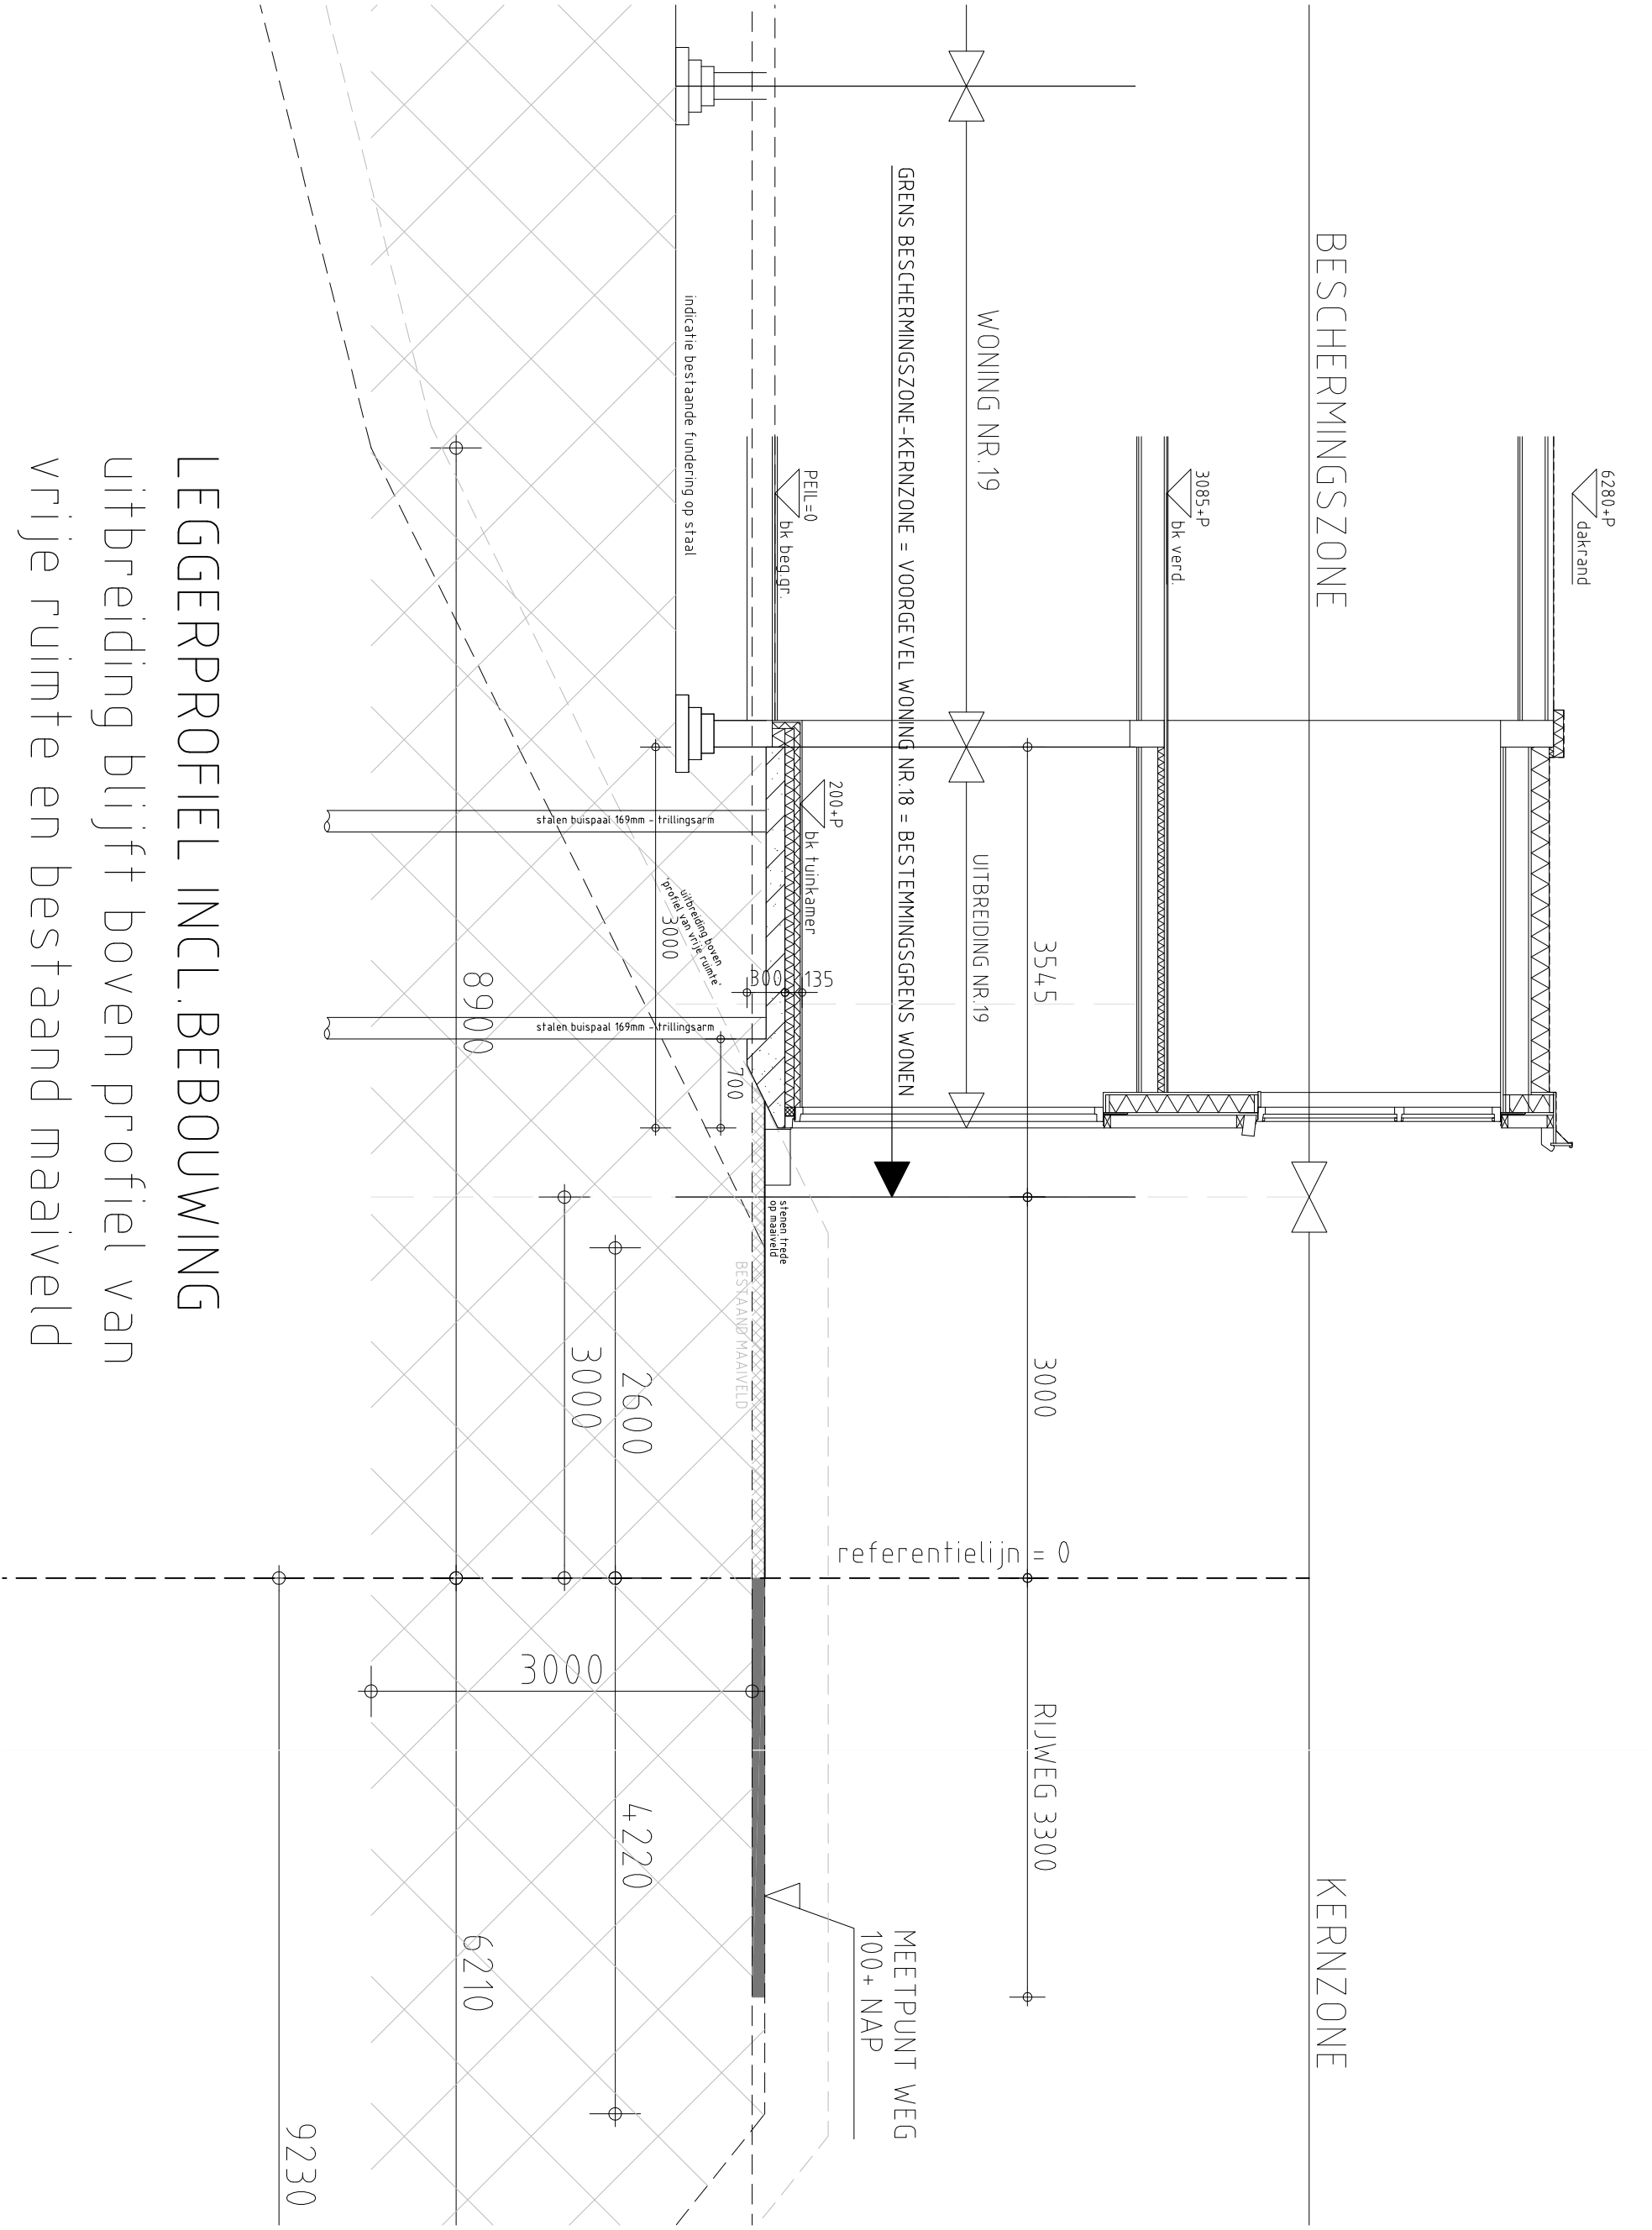 6280+P
dakrand
BESCHERMINGSZONE
KERNZONE
3085+P
bk verd.
3545
3000
RIJWEG 3300
referentielijn = 0
WONING NR.19
UITBREIDING NR.19
GRENS BESCHERMINGSZONE-KERNZONE = VOORGEVEL WONING NR.18 = BESTEMMINGSGRENS WONEN
MEETPUNT WEG
100+ NAP
PEIL=0
bk beg.gr.
200+P
bk tuinkamer
300
135
stenen trede
op maaiveld
BESTAAND MAAIVELD
indicatie bestaande fundering op staal
700
3000
uitbreiding boven
'profiel van vrije ruimte'
stalen buispaal 169mm - trillingsarm
stalen buispaal 169mm - trillingsarm
2600
4220
3000
3000
8900
6210
9230
LEGGERPROFIEL INCL.BEBOUWING
uitbreiding blijft boven profiel van
vrije ruimte en bestaand maaiveld